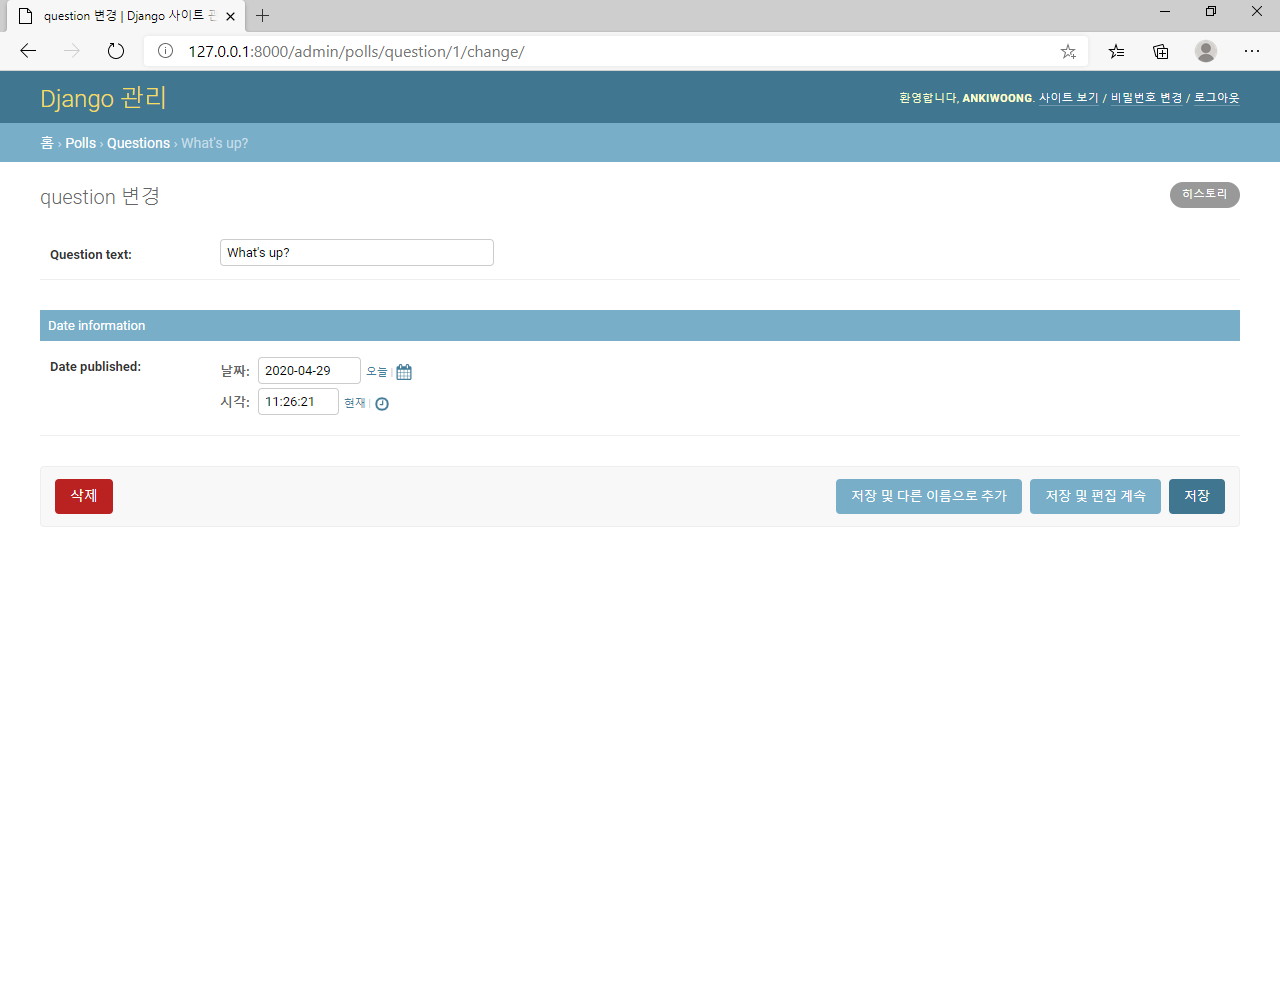 question 변경 | Django 사이트
127.0.0.1:8000/admin/polls/question/1/change/
Django 관리
환영합니다, ANKIWOONG. 사이트 보기 / 비밀번호 변경 / 로그아웃
홈 › Polls › Questions › What's up?
question 변경
히스토리
Question text:
What's up?
Date information
Date published:
날짜: 2020-04-29 오늘 |
시각: 11:26:21 현재 |
삭제
저장 및 다른 이름으로 추가
저장 및 편집 계속
저장